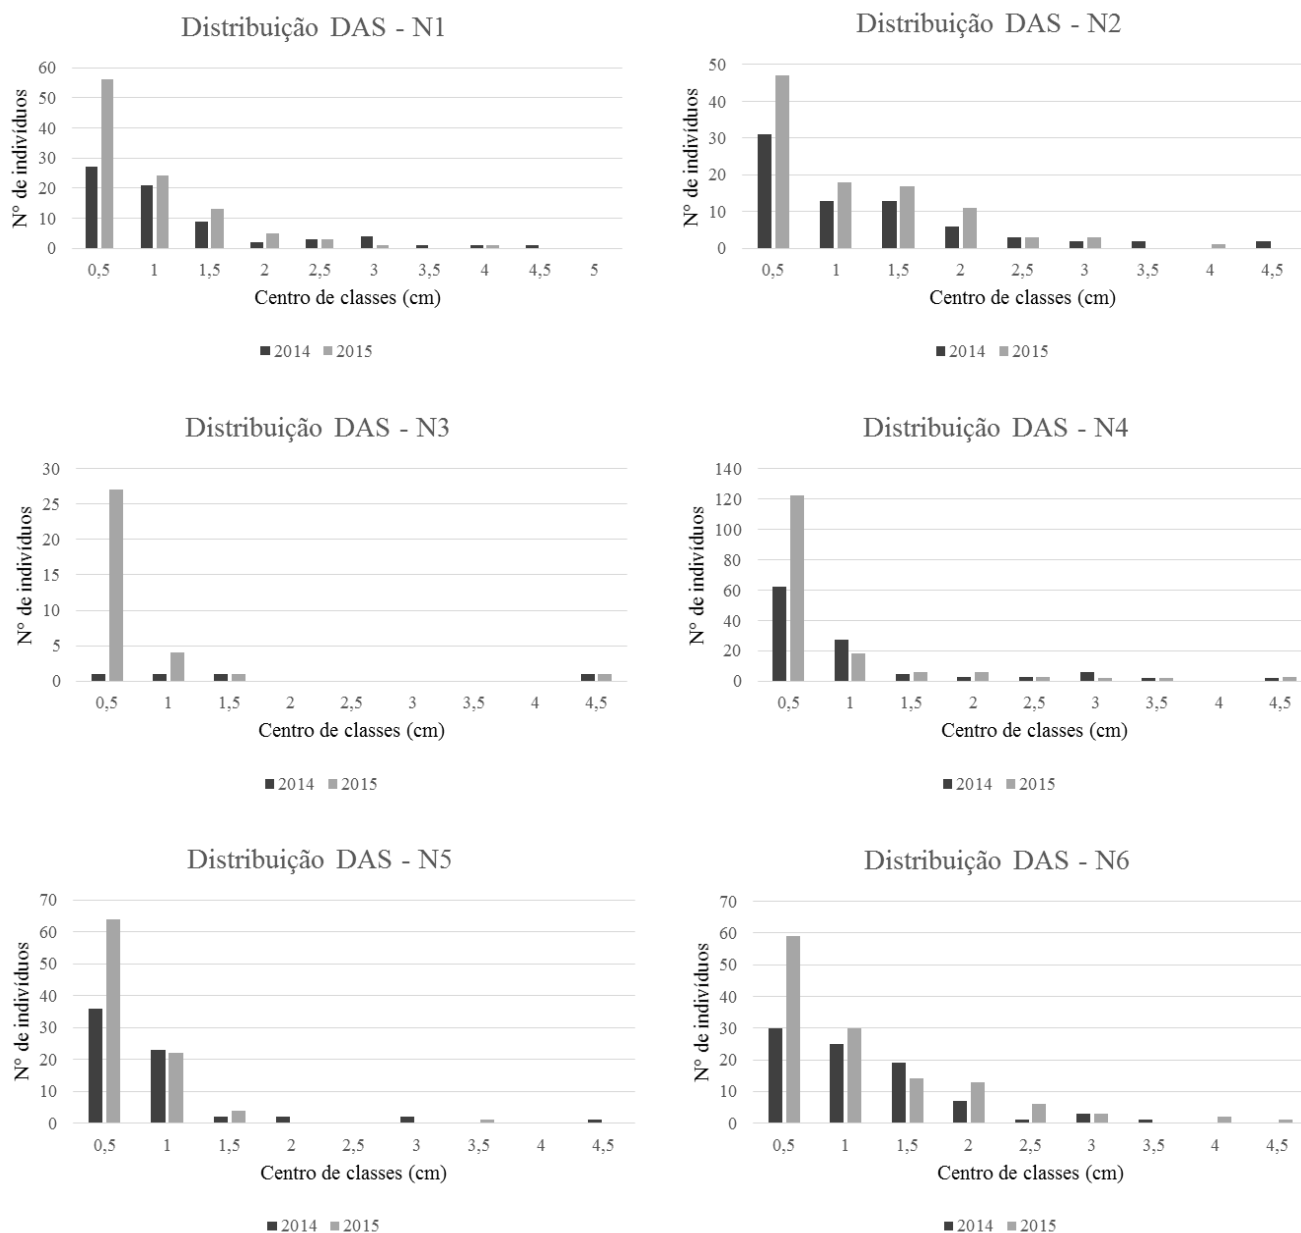 Distribuição DAS - N1
60
50
40
30
20
10
0
N° de indivíduos
0,5 1 1,5 2 2,5 3 3,5 4 4,5 5
Centro de classes (cm)
2014 2015
Distribuição DAS - N2
50
40
30
20
10
0
N° de indivíduos
0,5 1 1,5 2 2,5 3 3,5 4 4,5
Centro de classes (cm)
2014 2015
Distribuição DAS - N3
30
25
20
15
10
5
0
N° de indivíduos
0,5 1 1,5 2 2,5 3 3,5 4 4,5
Centro de classes (cm)
2014 2015
Distribuição DAS - N4
140
120
100
80
60
40
20
0
N° de indivíduos
0,5 1 1,5 2 2,5 3 3,5 4 4,5
Centro de classes (cm)
2014 2015
Distribuição DAS - N5
70
60
50
40
30
20
10
0
N° de indivíduos
0,5 1 1,5 2 2,5 3 3,5 4 4,5
Centro de classes (cm)
2014 2015
Distribuição DAS - N6
70
60
50
40
30
20
10
0
N° de indivíduos
0,5 1 1,5 2 2,5 3 3,5 4 4,5
Centro de classes (cm)
2014 2015